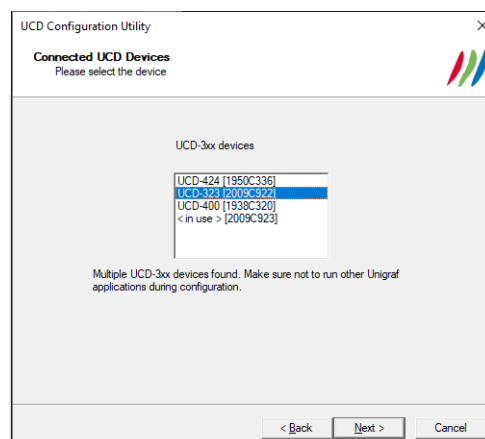 UCD Configuration Utility
Connected UCD Devices
Please select the device
UCD-3xx devices
UCD-424 [1950C336]
UCD-323 [2009C922]
UCD-400 [1938C320]
< in use > [2009C923]
Multiple UCD-3xx devices found. Make sure not to run other Unigraf
applications during configuration.
< Back
Next >
Cancel